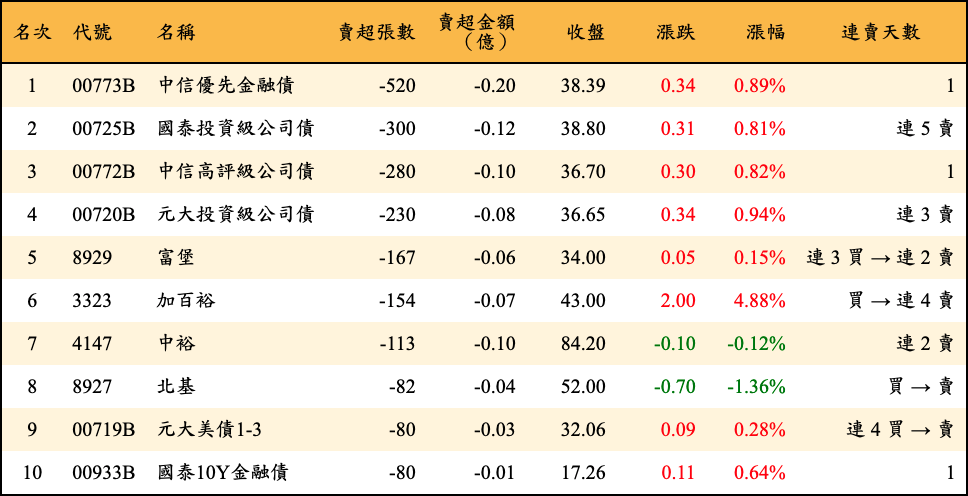 名次 代號 名稱 賣超張數 賣超金額（億） 收盤 漲跌 漲幅 連賣天數
1 00773B 中信優先金融債 -520 -0.20 38.39 0.34 0.89% 1
2 00725B 國泰投資級公司債 -300 -0.12 38.80 0.31 0.81% 連 5 賣
3 00772B 中信高評級公司債 -280 -0.10 36.70 0.30 0.82% 1
4 00720B 元大投資級公司債 -230 -0.08 36.65 0.34 0.94% 連 3 賣
5 8929 富堡 -167 -0.06 34.00 0.05 0.15% 連 3 買 → 連 2 賣
6 3323 加百裕 -154 -0.07 43.00 2.00 4.88% 買 → 連 4 賣
7 4147 中裕 -113 -0.10 84.20 -0.10 -0.12% 連 2 賣
8 8927 北基 -82 -0.04 52.00 -0.70 -1.36% 買 → 賣
9 00719B 元大美債1-3 -80 -0.03 32.06 0.09 0.28% 連 4 買 → 賣
10 00933B 國泰10Y金融債 -80 -0.01 17.26 0.11 0.64% 1